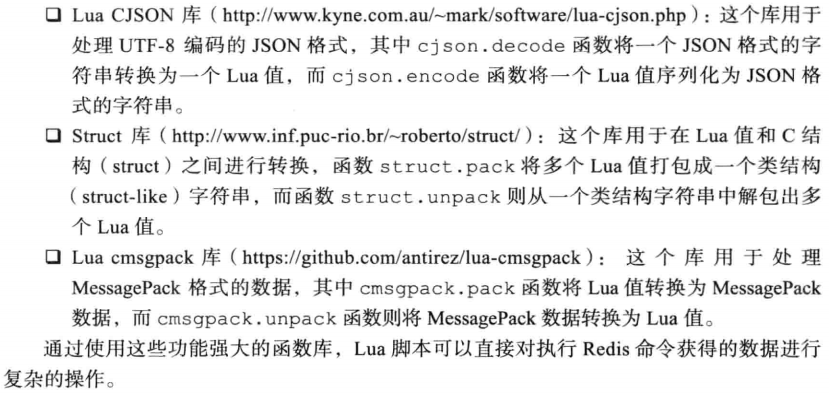 ❑ Lua CJSON 库（http://www.kyne.com.au/~mark/software/lua-cjson.php）：这个库用于
处理 UTF-8 编码的 JSON 格式，其中 cjson.decode 函数将一个 JSON 格式的字
符串转换为一个 Lua 值，而 cjson.encode 函数将一个 Lua 值序列化为 JSON 格
式的字符串。
❑ Struct 库（http://www.inf.puc-rio.br/~roberto/struct/）：这个库用于在 Lua 值和 C 结
构（struct）之间进行转换，函数 struct.pack 将多个 Lua 值打包成一个类结构
（struct-like）字符串，而函数 struct.unpack 则从一个类结构字符串中解包出多
个 Lua 值。
❑ Lua cmsgpack 库（https://github.com/antirez/lua-cmsgpack）：这个库用于处理
MessagePack 格式的数据，其中 cmsgpack.pack 函数将 Lua 值转换为 MessagePack
数据，而 cmsgpack.unpack 函数则将 MessagePack 数据转换为 Lua 值。
通过使用这些功能强大的函数库，Lua 脚本可以直接对执行 Redis 命令获得的数据进行
复杂的操作。